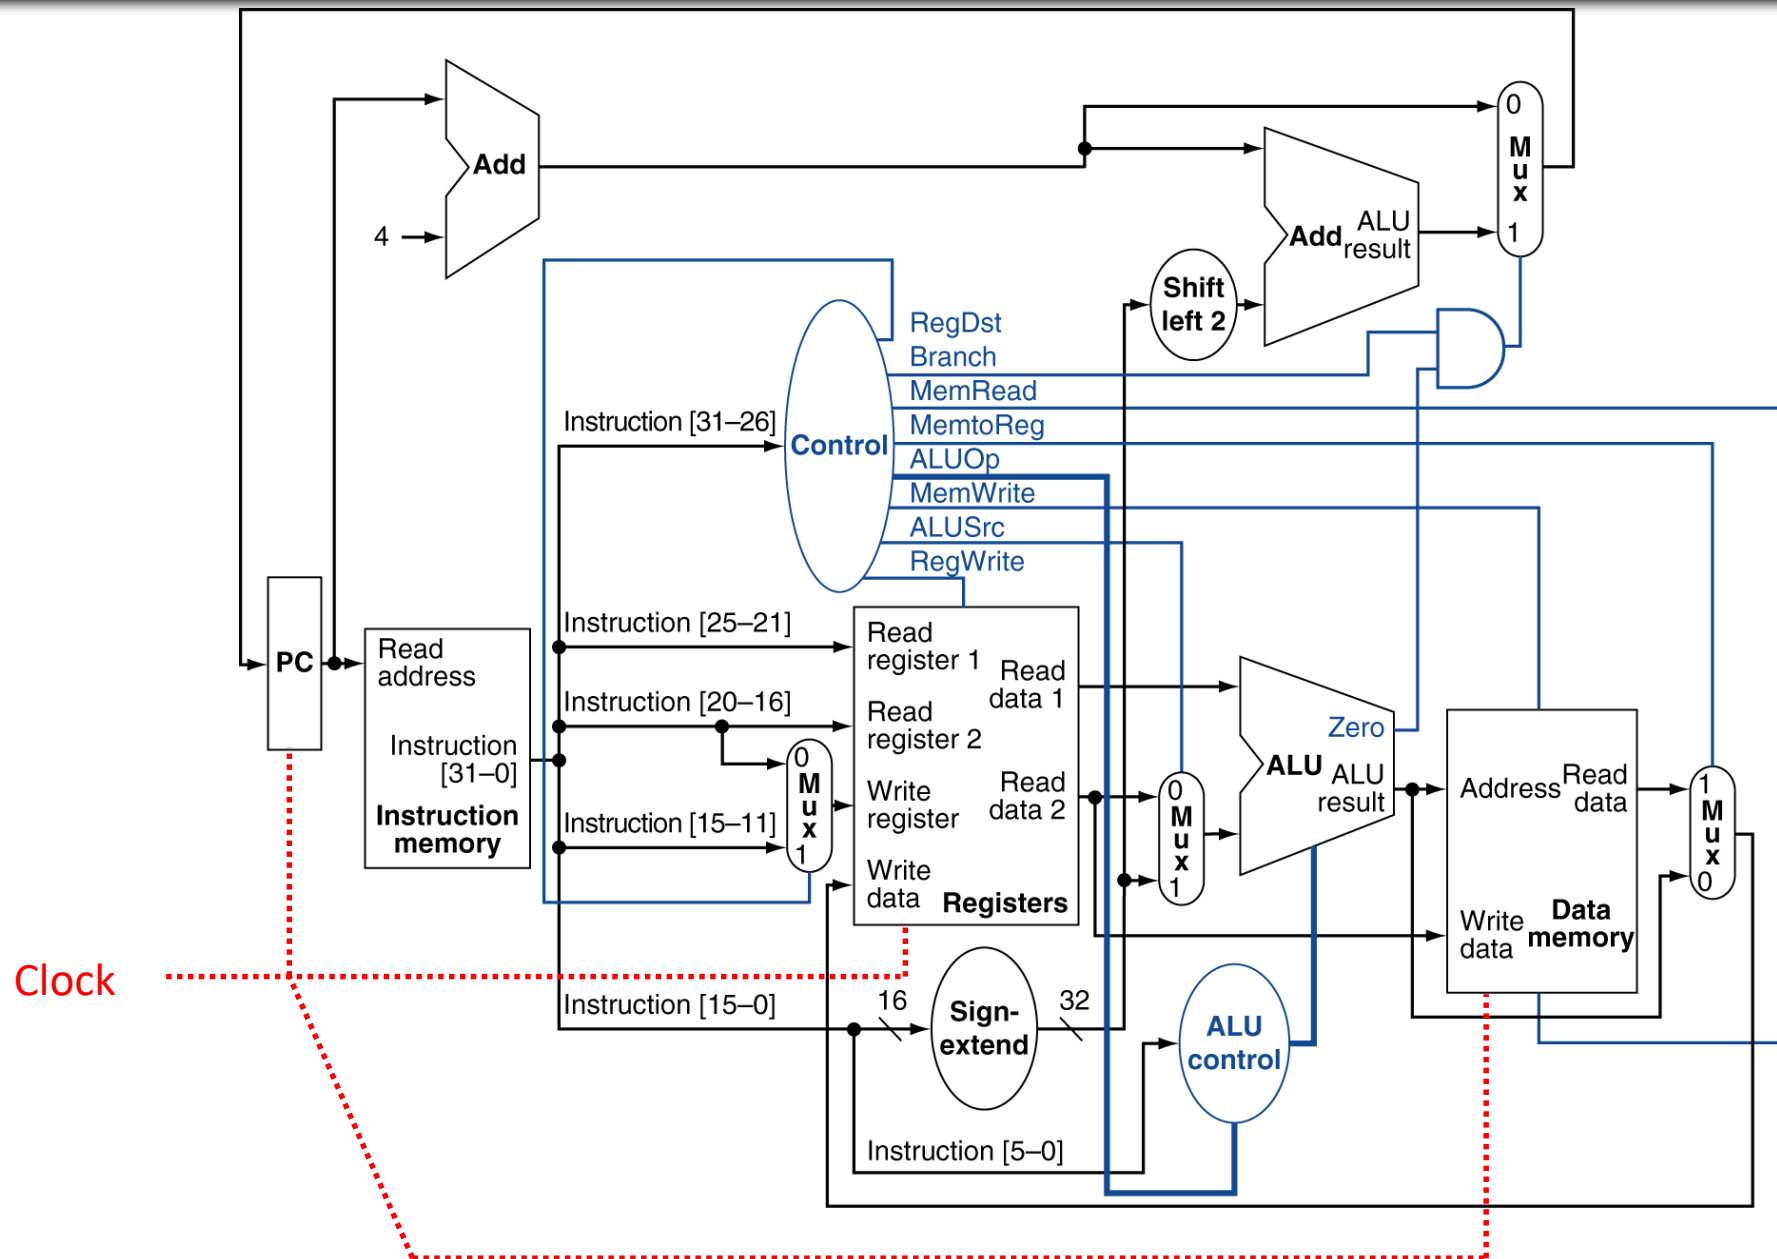 0
M
u
x
1
Add
4
Add
ALU
result
Shift
left 2
RegDst
Branch
MemRead
MemtoReg
ALUOp
MemWrite
ALUSrc
RegWrite
Instruction [31–26]
Control
Instruction [25–21]
Instruction [20–16]
Instruction [15–11]
PC
Read
address
Instruction
[31–0]
Instruction
memory
0
M
u
x
1
Read
register 1
Read
register 2
Write
register
Write
data
Read
data 1
Read
data 2
Registers
0
M
u
x
1
Zero
ALU
ALU
result
Address
Read
data
Write
data
Data
memory
1
M
u
x
0
Clock
Instruction [15–0]
16
Sign-
extend
32
ALU
control
Instruction [5–0]